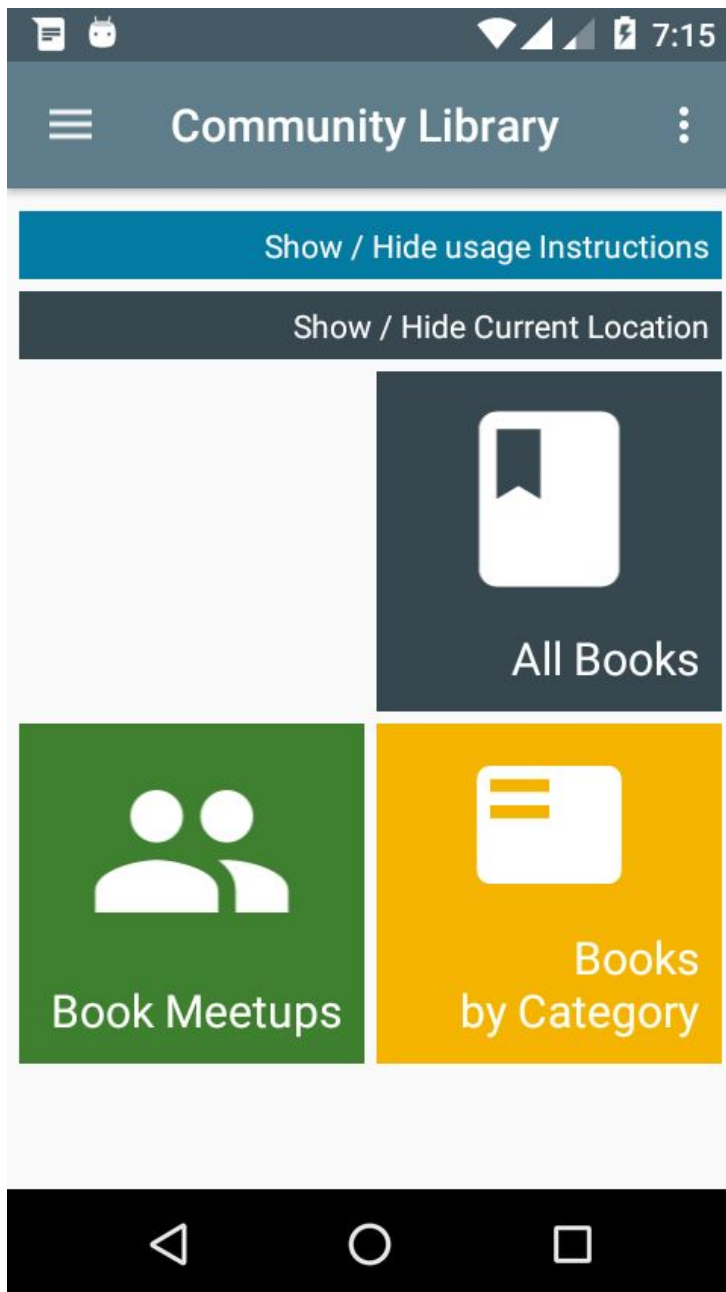 7:15
Community Library
Show / Hide usage Instructions
Show / Hide Current Location
All Books
Book Meetups
Books
by Category